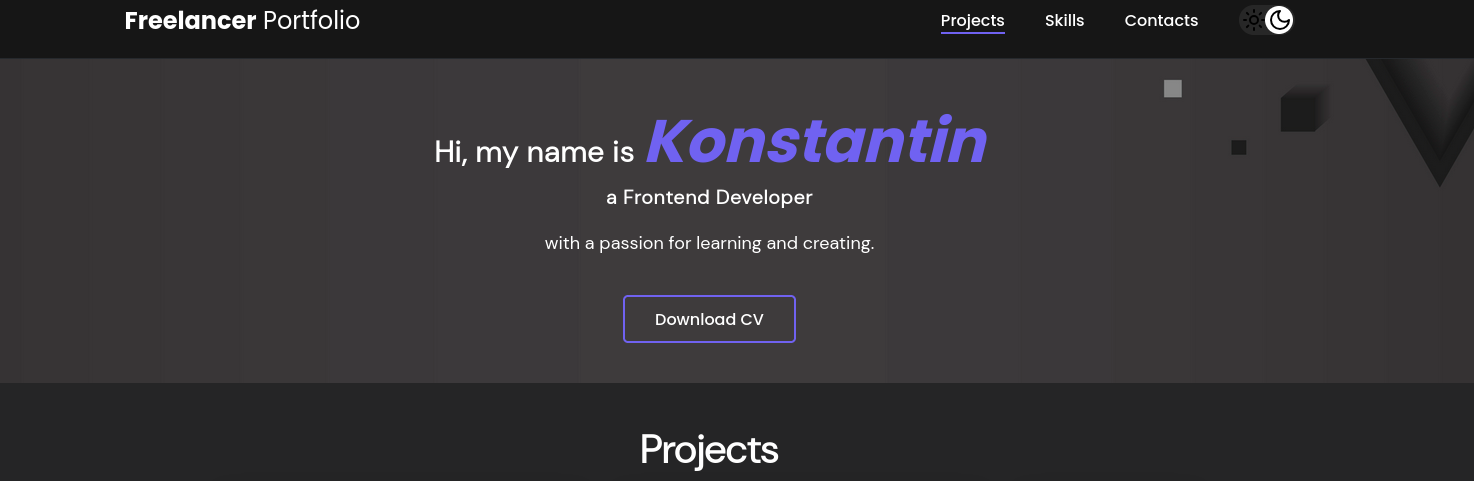 Freelancer Portfolio
Projects Skills Contacts
Hi, my name is Konstantin
a Frontend Developer
with a passion for learning and creating.
Download CV
Projects